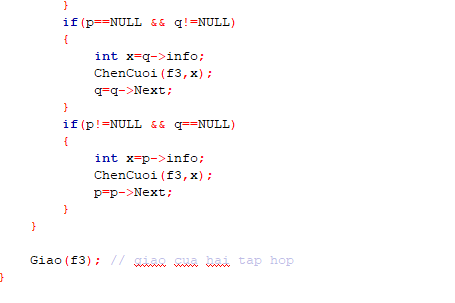 }
if(p==NULL && q!=NULL)
{
int x=q->info;
ChenCuoi(f3,x);
q=q->Next;
}
if(p!=NULL && q==NULL)
{
int x=p->info;
ChenCuoi(f3,x);
p=p->Next;
}
}
Giao(f3); // giao cua hai tap hop
}